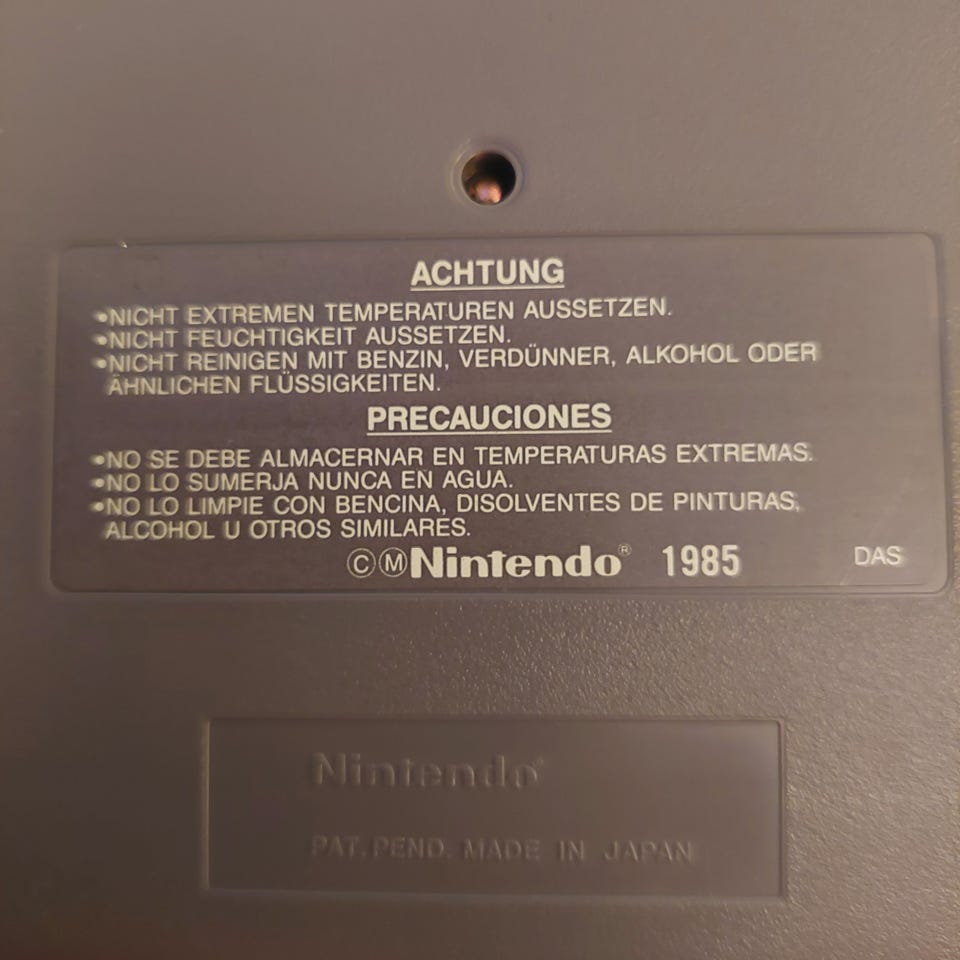 ACHTUNG
•NICHT EXTREMEN TEMPERATUREN AUSSETZEN.
•NICHT FEUCHTIGKEIT AUSSETZEN.
•NICHT REINIGEN MIT BENZIN, VERDÜNNER, ALKOHOL ODER
ÄHNLICHEN FLÜSSIGKEITEN.
PRECAUCIONES
•NO SE DEBE ALMACERNAR EN TEMPERATURAS EXTREMAS.
•NO LO SUMERJA NUNCA EN AGUA.
•NO LO LIMPIE CON BENCINA, DISOLVENTES DE PINTURAS,
ALCOHOL U OTROS SIMILARES.
ⒸⓂNintendo® 1985 DAS
Nintendo®
PAT. PEND. MADE IN JAPAN